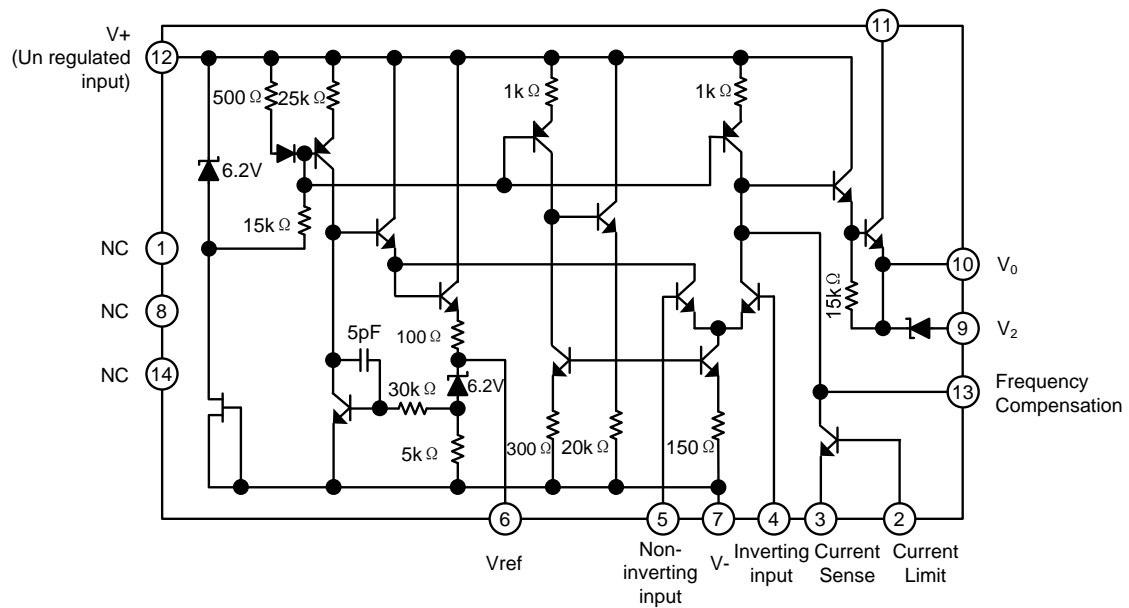 V+
(Un regulated
input)
12
11
500 Ω
25k Ω
1k Ω
1k Ω
6.2V
15k Ω
NC
1
10
V0
15k Ω
NC
8
9
V2
5pF
100 Ω
NC
14
30k Ω
6.2V
13
Frequency
Compensation
5k Ω
300 Ω
20k Ω
150 Ω
6
5
7
4
3
2
Vref
Non-
inverting
input
V-
Inverting
input
Current
Sense
Current
Limit